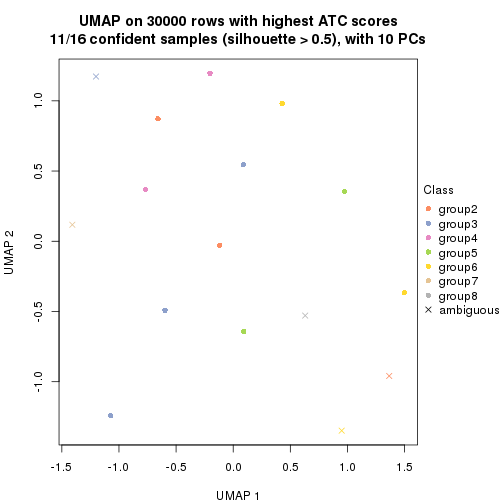 UMAP on 30000 rows with highest ATC scores
11/16 confident samples (silhouette > 0.5), with 10 PCs
1.0
0.5
0.0
-0.5
-1.0
UMAP 2
-1.5 -1.0 -0.5 0.0 0.5 1.0 1.5
UMAP 1
Class
group2
group3
group4
group5
group6
group7
group8
ambiguous